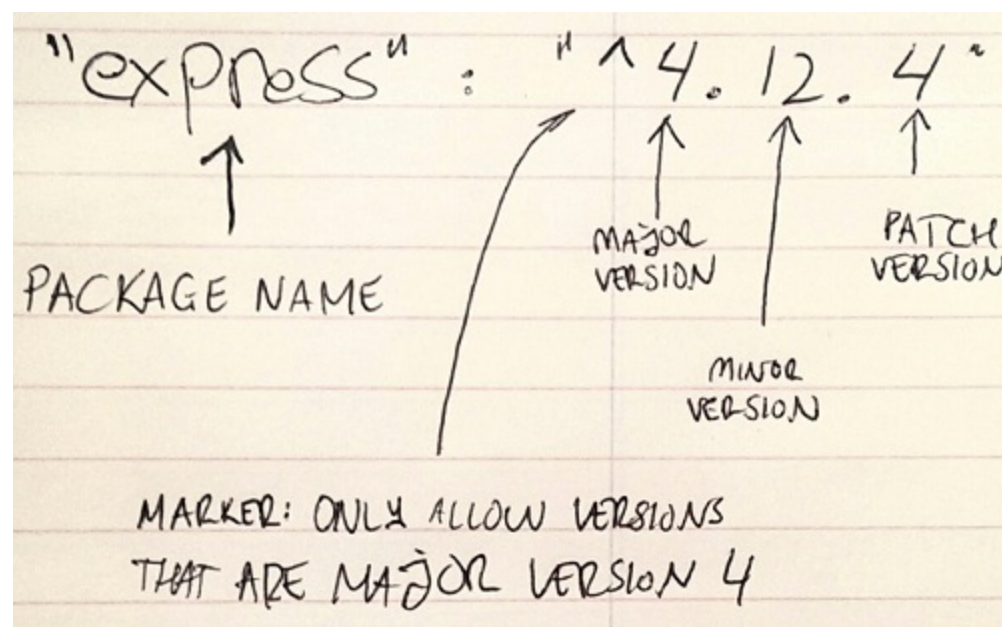 "express" : "^4.12.4"
PACKAGE NAME
MAJOR
VERSION
PATCH
VERSION
MINOR
VERSION
MARKER: ONLY ALLOW VERSIONS
THAT ARE MAJOR VERSION 4